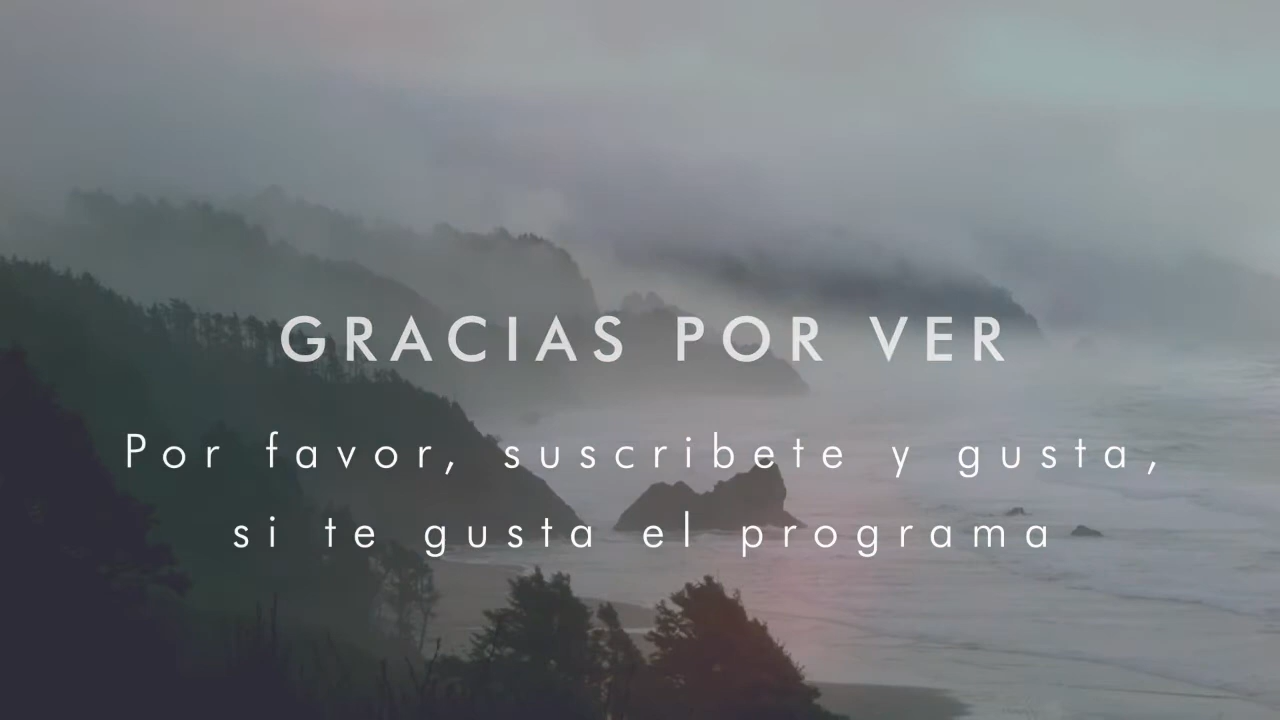 GRACIAS POR VER
Por favor, suscribete y gusta,
si te gusta el programa